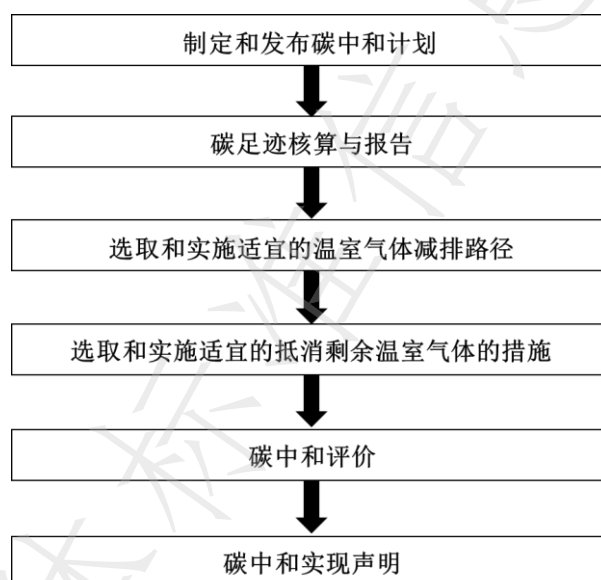 制定和发布碳中和计划
碳足迹核算与报告
选取和实施适宜的温室气体减排路径
选取和实施适宜的抵消剩余温室气体的措施
碳中和评价
碳中和实现声明